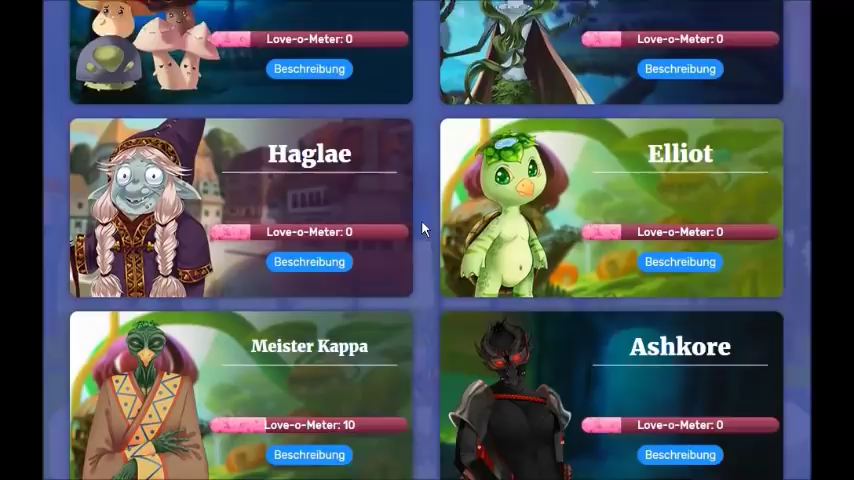 Love-o-Meter: 0
Love-o-Meter: 0
Beschreibung
Beschreibung
Haglae
Elliot
Love-o-Meter: 0
Love-o-Meter: 0
Beschreibung
Beschreibung
Meister Kappa
Ashkore
Love-o-Meter: 10
Love-o-Meter: 0
Beschreibung
Beschreibung